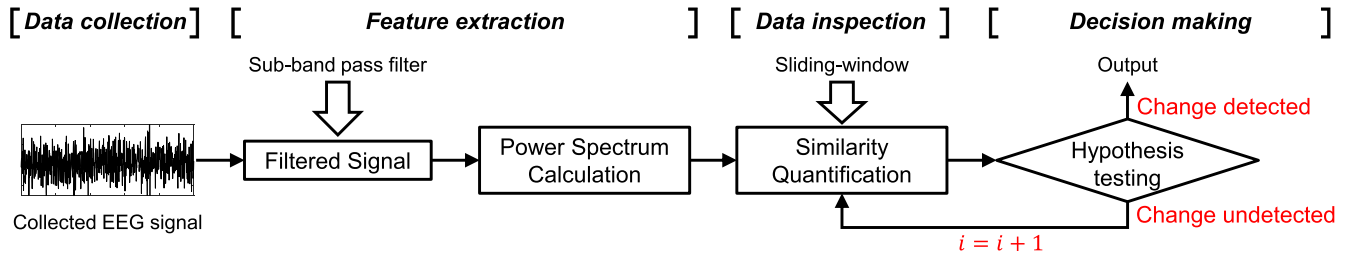 [Data collection]
[Feature extraction]
[Data inspection]
[Decision making]
Sub-band pass filter
Sliding-window
Output
Change detected
Filtered Signal
Power Spectrum
Calculation
Similarity
Quantification
Hypothesis
testing
Collected EEG signal
Change undetected
i = i + 1